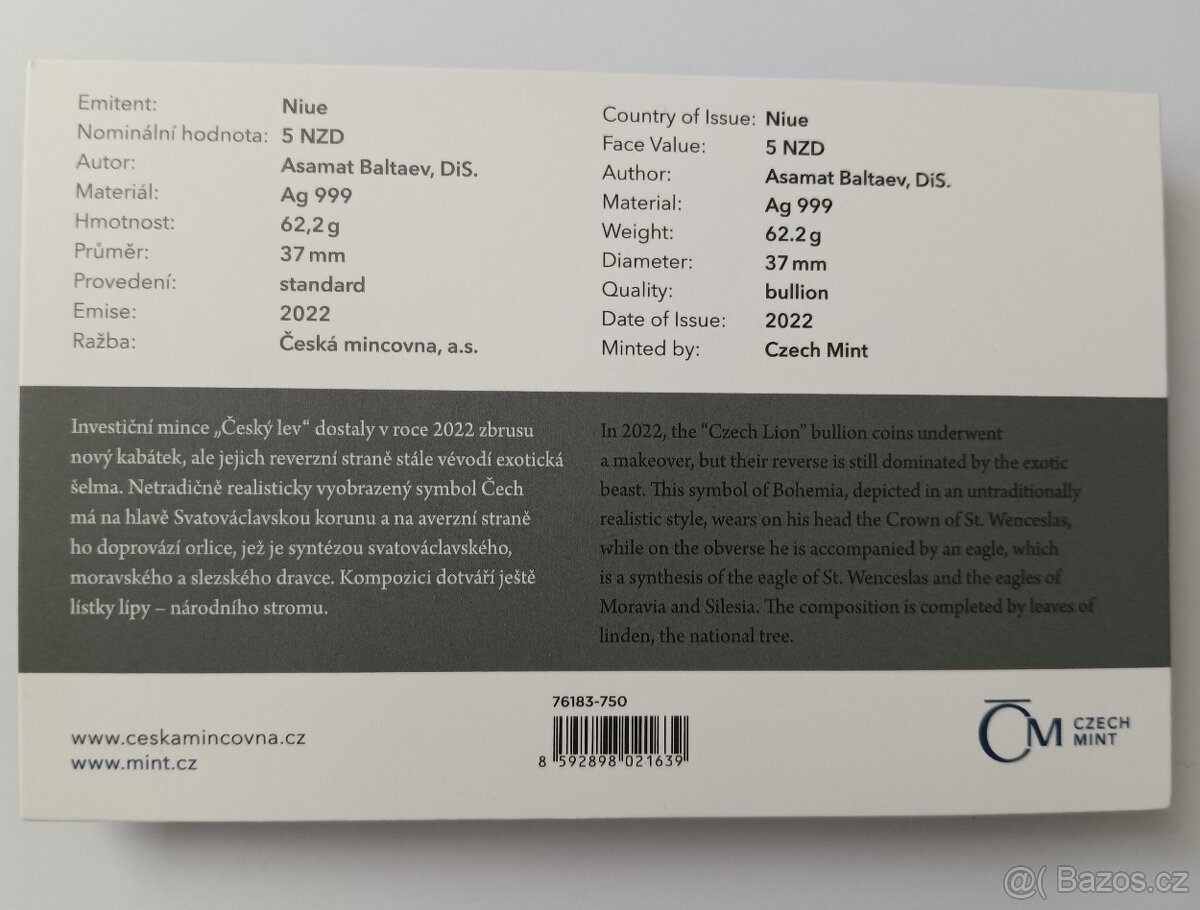 Emitent: Niue
Nominální hodnota: 5 NZD
Autor: Asamat Baltaev, DiS.
Materiál: Ag 999
Hmotnost: 62,2 g
Průměr: 37 mm
Provedení: standard
Emise: 2022
Ražba: Česká mincovna, a.s.
Country of Issue: Niue
Face Value: 5 NZD
Author: Asamat Baltaev, DiS.
Material: Ag 999
Weight: 62.2 g
Diameter: 37 mm
Quality: bullion
Date of Issue: 2022
Minted by: Czech Mint
Investiční mince „Český lev“ dostaly v roce 2022 zbrusu
nový kabátek, ale jejich reverzní straně stále vévodí exotická
šelma. Netradičně realisticky vyobrazený symbol Čech
má na hlavě Svatováclavskou korunu a na averzní straně
ho doprovází orlice, jež je syntézou svatováclavského,
moravského a slezského dravce. Kompozici dotváří ještě
lístky lípy – národního stromu.
In 2022, the “Czech Lion” bullion coins underwent
a makeover, but their reverse is still dominated by the exotic
beast. This symbol of Bohemia, depicted in an untraditionally
realistic style, wears on his head the Crown of St. Wenceslas,
while on the obverse he is accompanied by an eagle, which
is a synthesis of the eagle of St. Wenceslas and the eagles of
Moravia and Silesia. The composition is completed by leaves of
linden, the national tree.
www.ceskamincovna.cz
www.mint.cz
76183-750
8 592898 021639
ČM CZECH
MINT
@( Bazos.cz